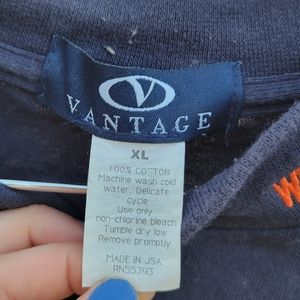 V
VANTAGE
XL
100% COTTON
Machine wash cold
water. Delicate
cycle
Use only
non-chlorine bleach
Tumble dry low
Remove promptly
MADE IN USA
RN55393
W